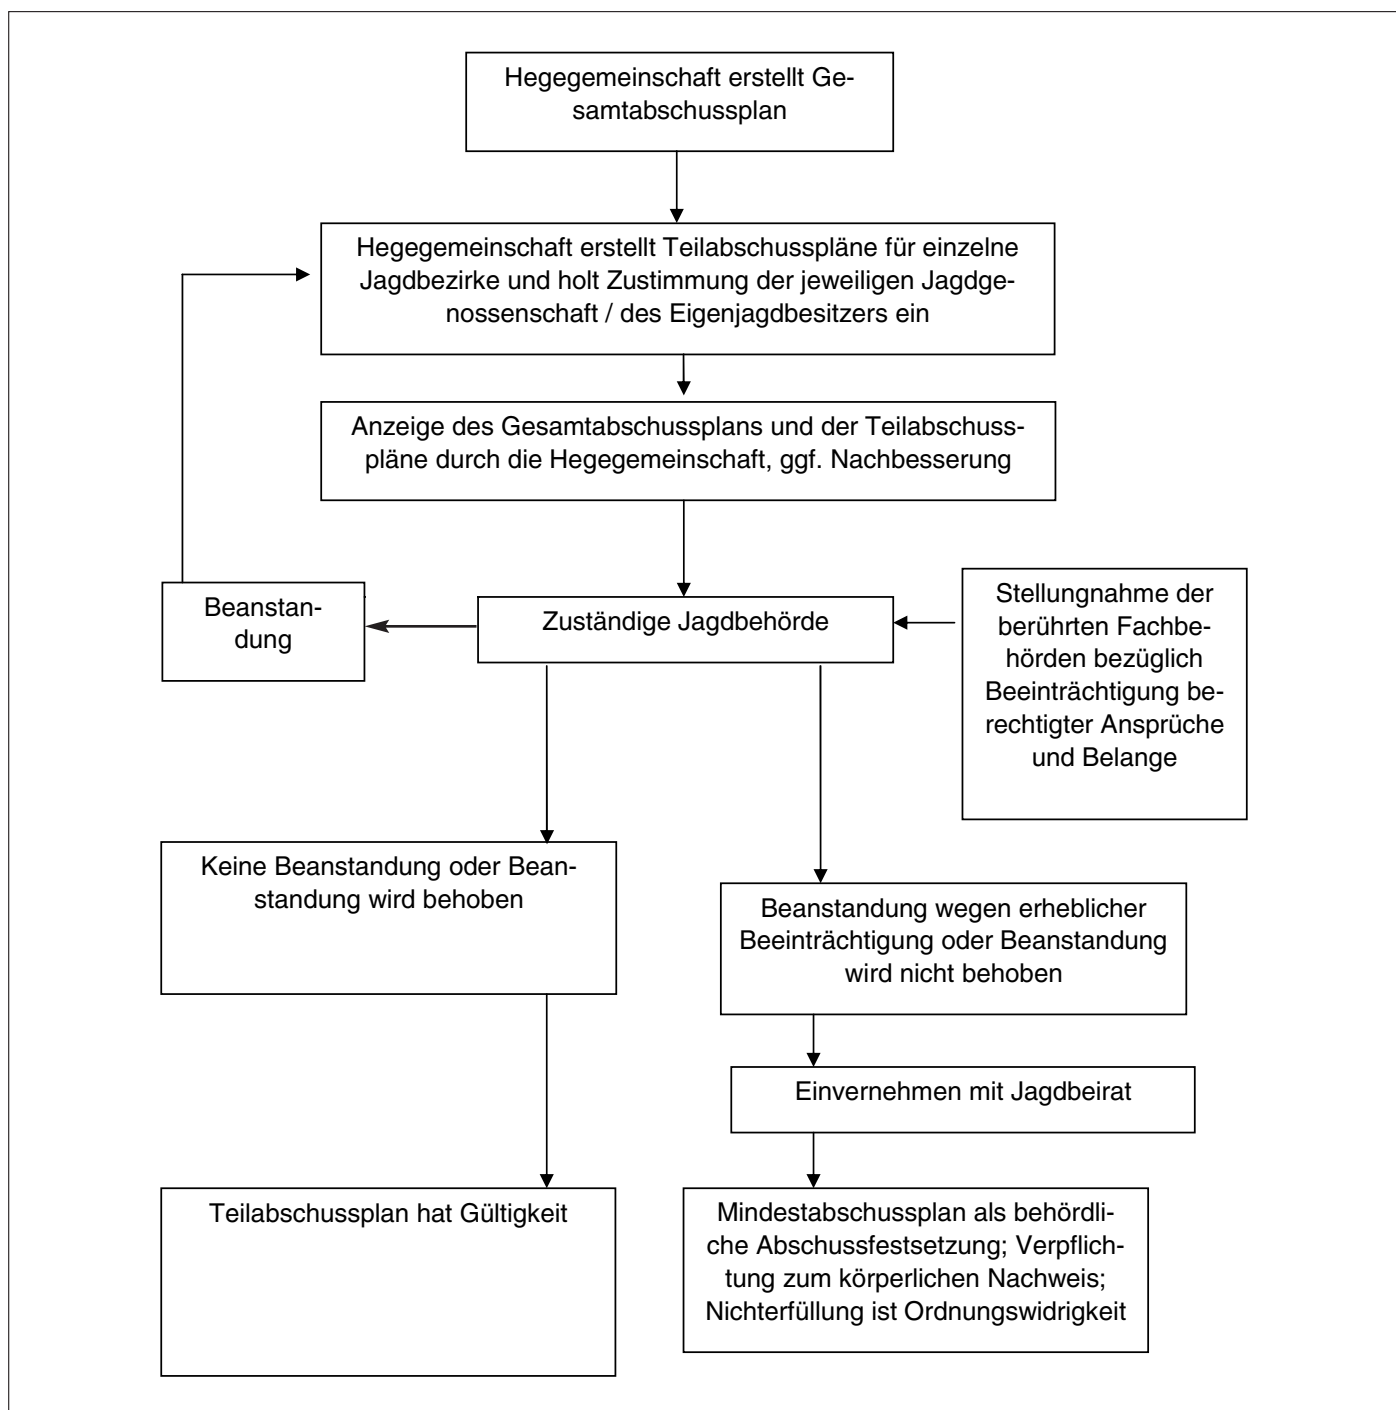 Hegegemeinschaft erstellt Ge-
samtabschussplan
Hegegemeinschaft erstellt Teilabschusspläne für einzelne
Jagdbezirke und holt Zustimmung der jeweiligen Jagdge-
nossenschaft / des Eigenjagdbesitzers ein
Anzeige des Gesamtabschussplans und der Teilabschuss-
pläne durch die Hegegemeinschaft, ggf. Nachbesserung
Beanstan-
dung
Zuständige Jagdbehörde
Stellungnahme der
berührten Fachbe-
hörden bezüglich
Beeinträchtigung be-
rechtigter Ansprüche
und Belange
Keine Beanstandung oder Bean-
standung wird behoben
Beanstandung wegen erheblicher
Beeinträchtigung oder Beanstandung
wird nicht behoben
Einvernehmen mit Jagdbeirat
Teilabschussplan hat Gültigkeit
Mindestabschussplan als behördli-
che Abschussfestsetzung; Verpflich-
tung zum körperlichen Nachweis;
Nichterfüllung ist Ordnungswidrigkeit